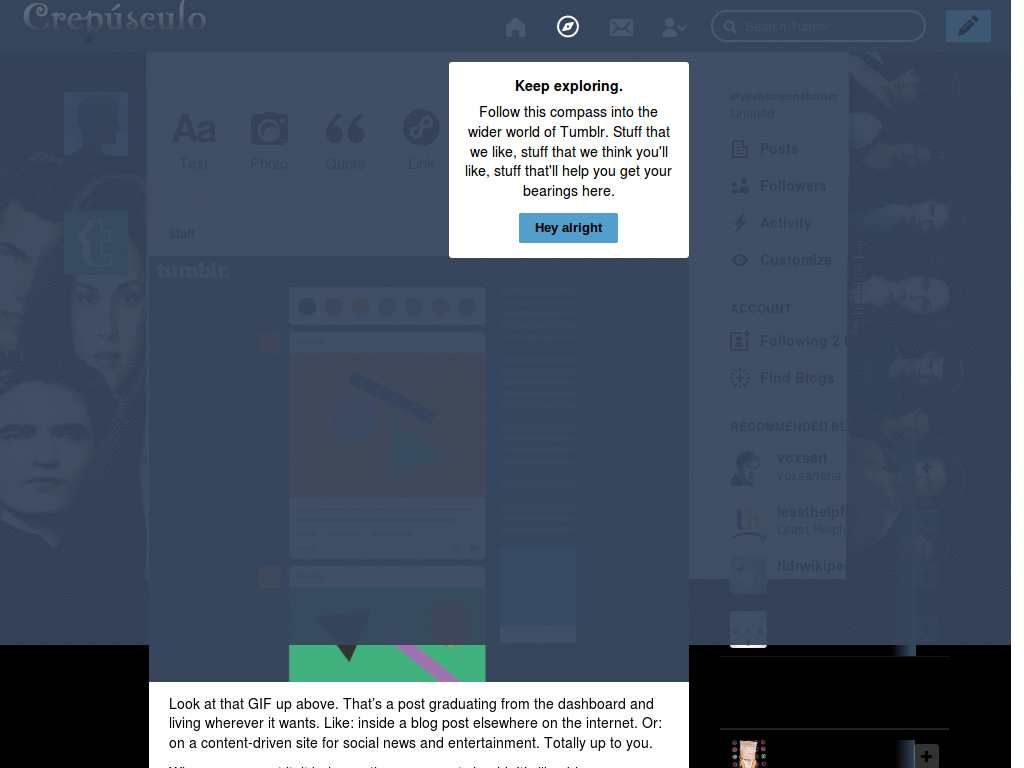 Crepúsculo
Search Tumblr
Keep exploring.
Follow this compass into the
wider world of Tumblr. Stuff that
we like, stuff that we think you'll
like, stuff that'll help you get your
bearings here.
Hey alright
Aa
Text
Photo
Quote
Link
staff
tumblr.
t
stylishscreenshotter
Untitled
Posts
Followers
Activity
Customize
ACCOUNT
Following 2
Find Blogs
RECOMMENDED BL
voxsart
voxsartoria
lh
leasthelpf
Least Helpfu
tldrwikipe
Look at that GIF up above. That's a post graduating from the dashboard and
living wherever it wants. Like: inside a blog post elsewhere on the internet. Or:
on a content-driven site for social news and entertainment. Totally up to you.